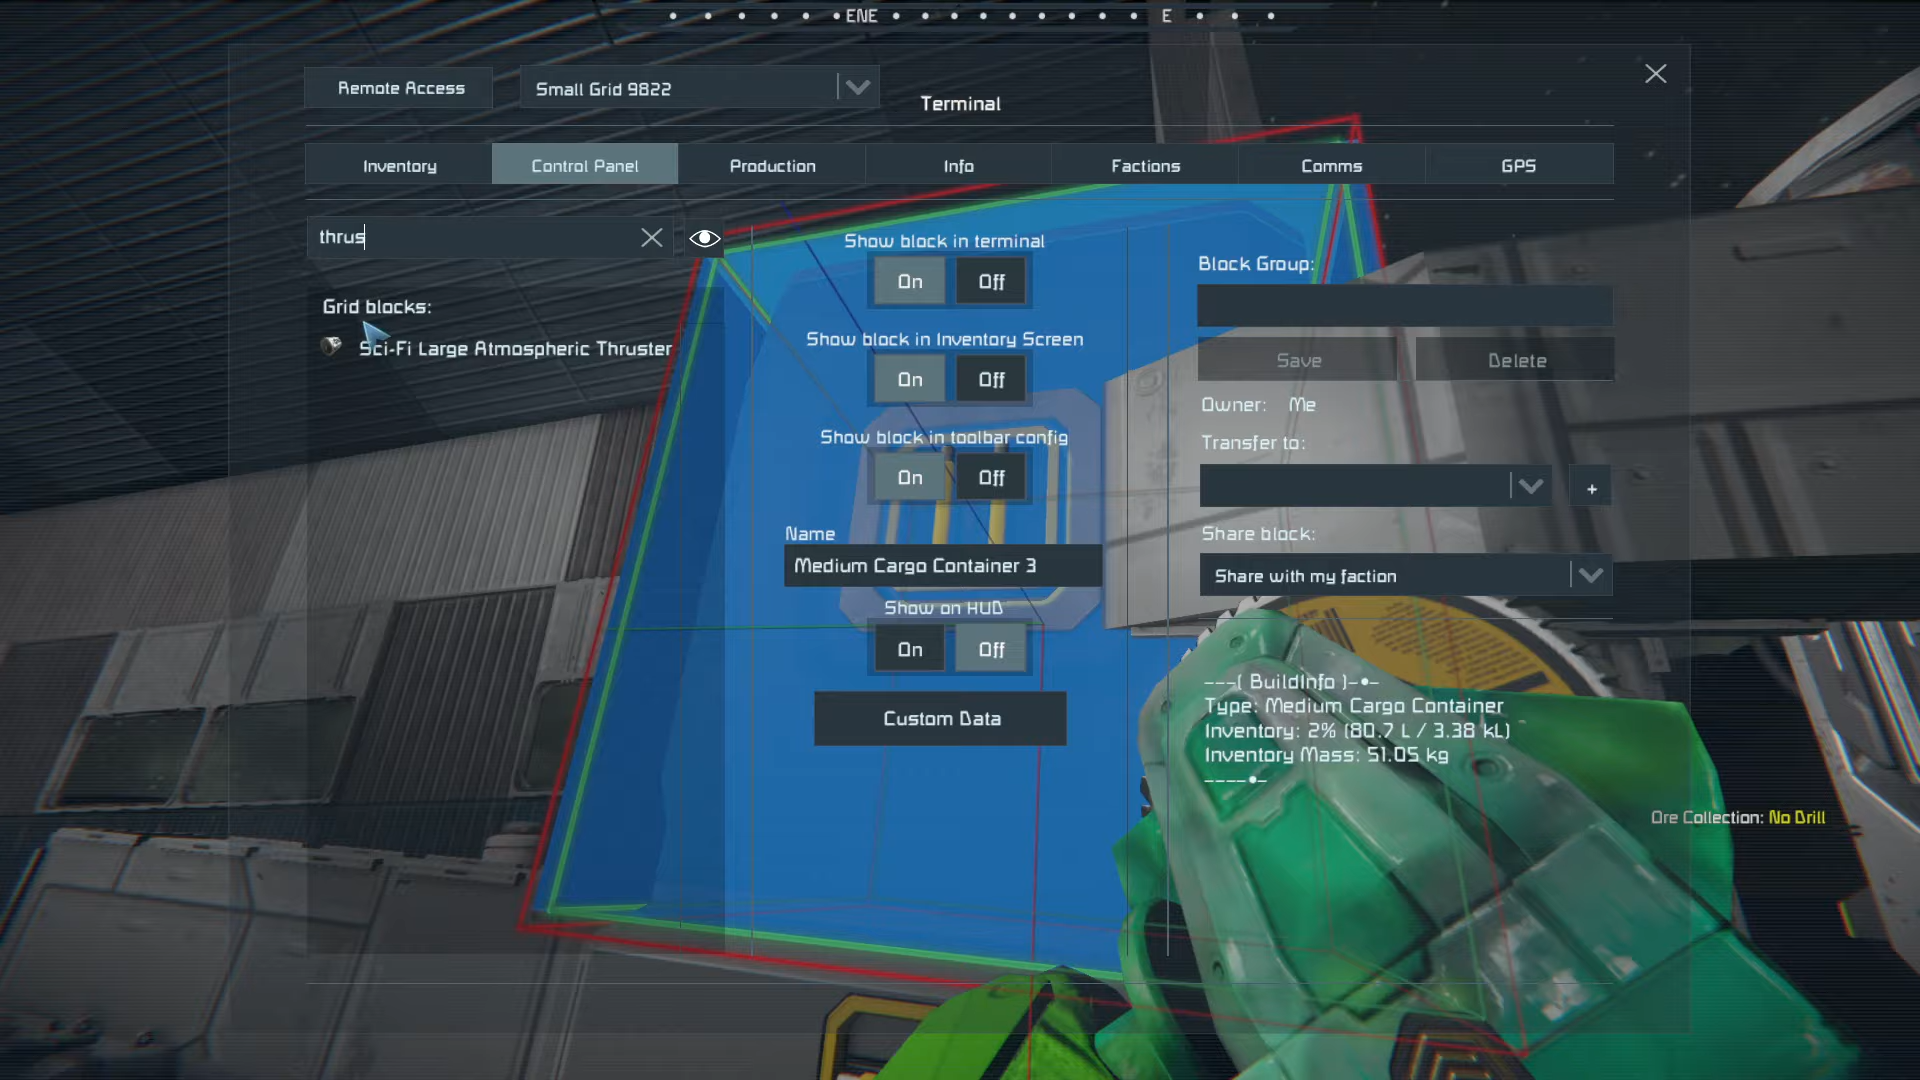 ENE E
Remote Access
Small Grid 9822
Terminal
Inventory
Control Panel
Production
Info
Factions
Comms
GPS
thrus
Grid blocks:
Sci-Fi Large Atmospheric Thruster
Show block in terminal
On Off
Show block in Inventory Screen
On Off
Show block in toolbar config
On Off
Name
Medium Cargo Container 3
Show on HUD
On Off
Custom Data
Block Group:
Save Delete
Owner: Me
Transfer to:
+
Share block:
Share with my faction
---( BuildInfo )-•-
Type: Medium Cargo Container
Inventory: 2% (80.7 L / 3.38 kL)
Inventory Mass: 51.05 kg
----•-
Ore Collection: No Drill